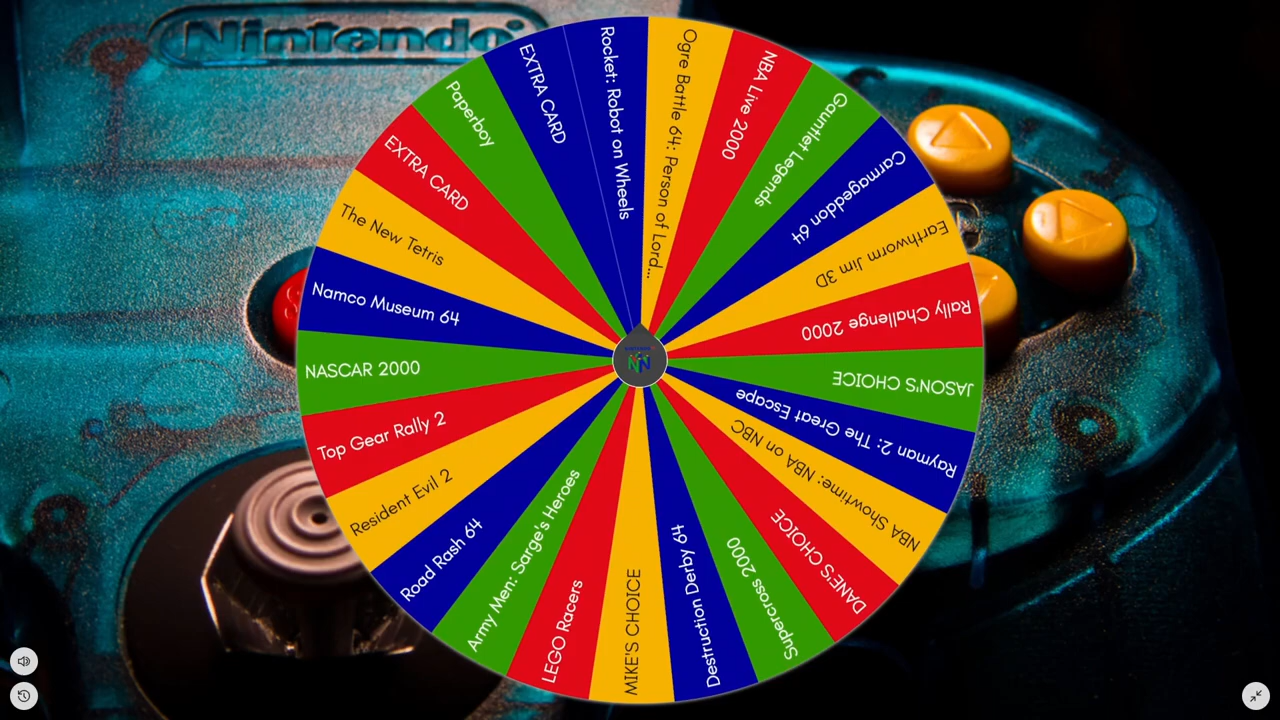 Nintendo
Rocket: Robot on Wheels
Ogre Battle 64: Person of Lord...
NBA Live 2000
Gauntlet Legends
Carmageddon 64
Earthworm Jim 3D
Rally Challenge 2000
JASON'S CHOICE
Rayman 2: The Great Escape
NBA Showtime: NBA on NBC
DANE'S CHOICE
Supercross 2000
Destruction Derby 64
MIKE'S CHOICE
LEGO Racers
Army Men: Sarge's Heroes
Road Rash 64
Resident Evil 2
Top Gear Rally 2
NASCAR 2000
Namco Museum 64
The New Tetris
EXTRA CARD
Paperboy
EXTRA CARD